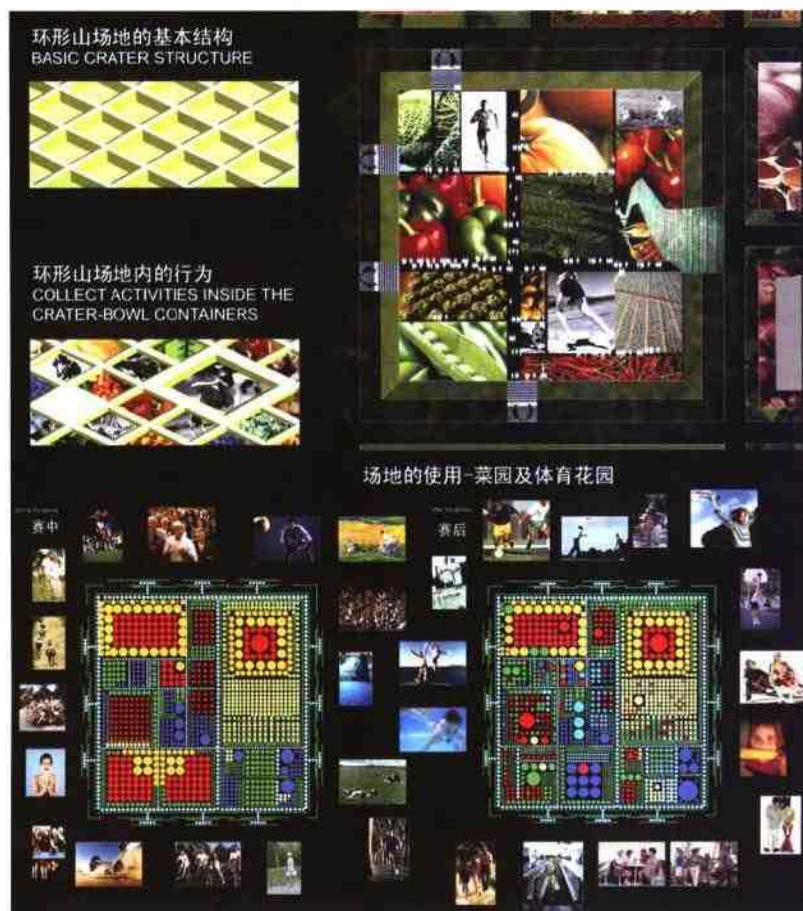 环形山场地的基本结构
BASIC CRATER STRUCTURE
环形山场地内的行为
COLLECT ACTIVITIES INSIDE THE
CRATER-BOWL CONTAINERS
场地的使用-菜园及体育花园
赛中
赛后